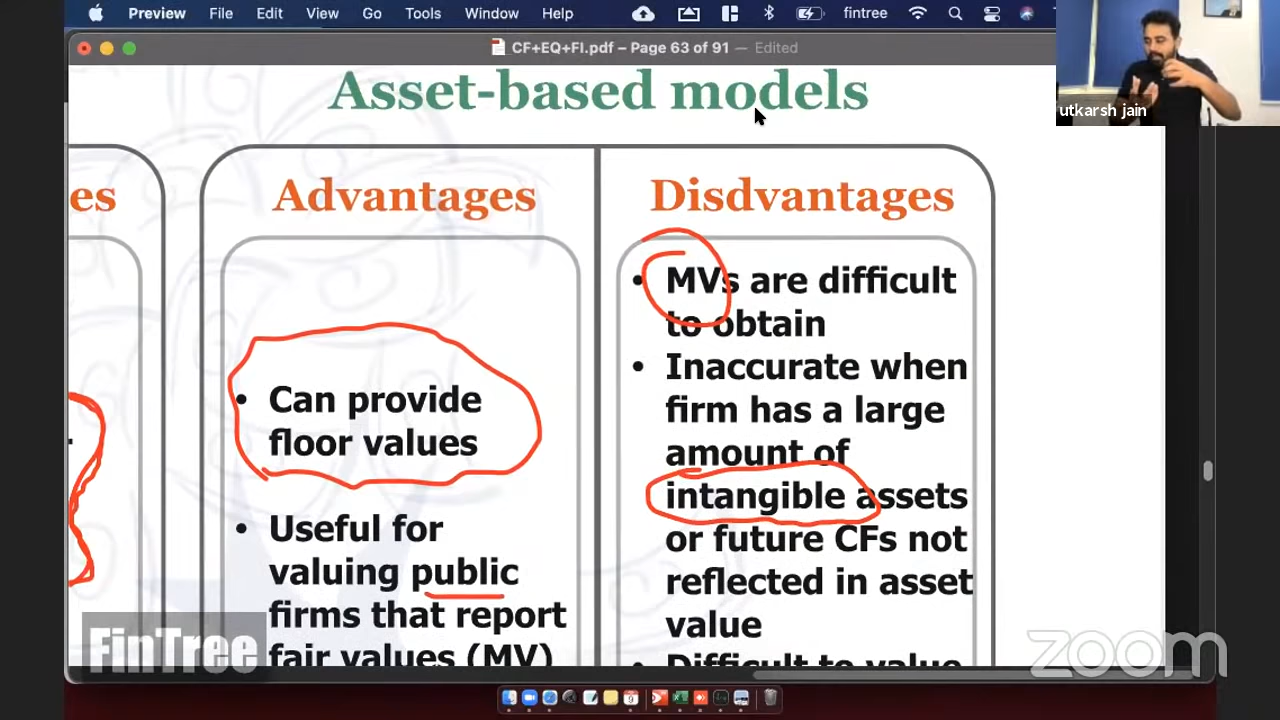 Preview File Edit View Go Tools Window Help fintree
CF+EQ+FI.pdf – Page 63 of 91 — Edited
utkarsh jain
Asset-based models
es
Advantages
Disdvantages
• Can provide
floor values
• Useful for
valuing public
firms that report
fair values (MV)
• MVs are difficult
to obtain
• Inaccurate when
firm has a large
amount of
intangible assets
or future CFs not
reflected in asset
value
Difficult to value
FinTree
zoom